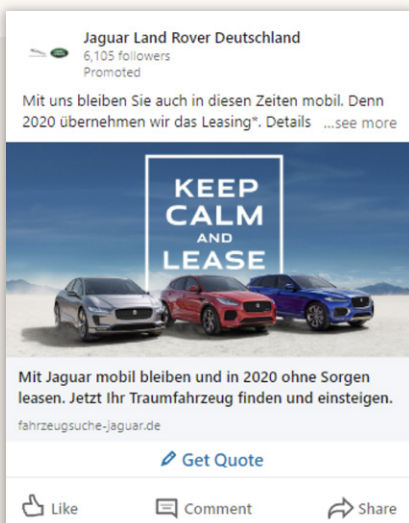 Jaguar Land Rover Deutschland
6,105 followers
Promoted
Mit uns bleiben Sie auch in diesen Zeiten mobil. Denn
2020 übernehmen wir das Leasing*. Details ...see more
KEEP
CALM
AND
LEASE
Mit Jaguar mobil bleiben und in 2020 ohne Sorgen
leasen. Jetzt Ihr Traumfahrzeug finden und einsteigen.
fahrzeugsuche-jaguar.de
Get Quote
Like Comment Share